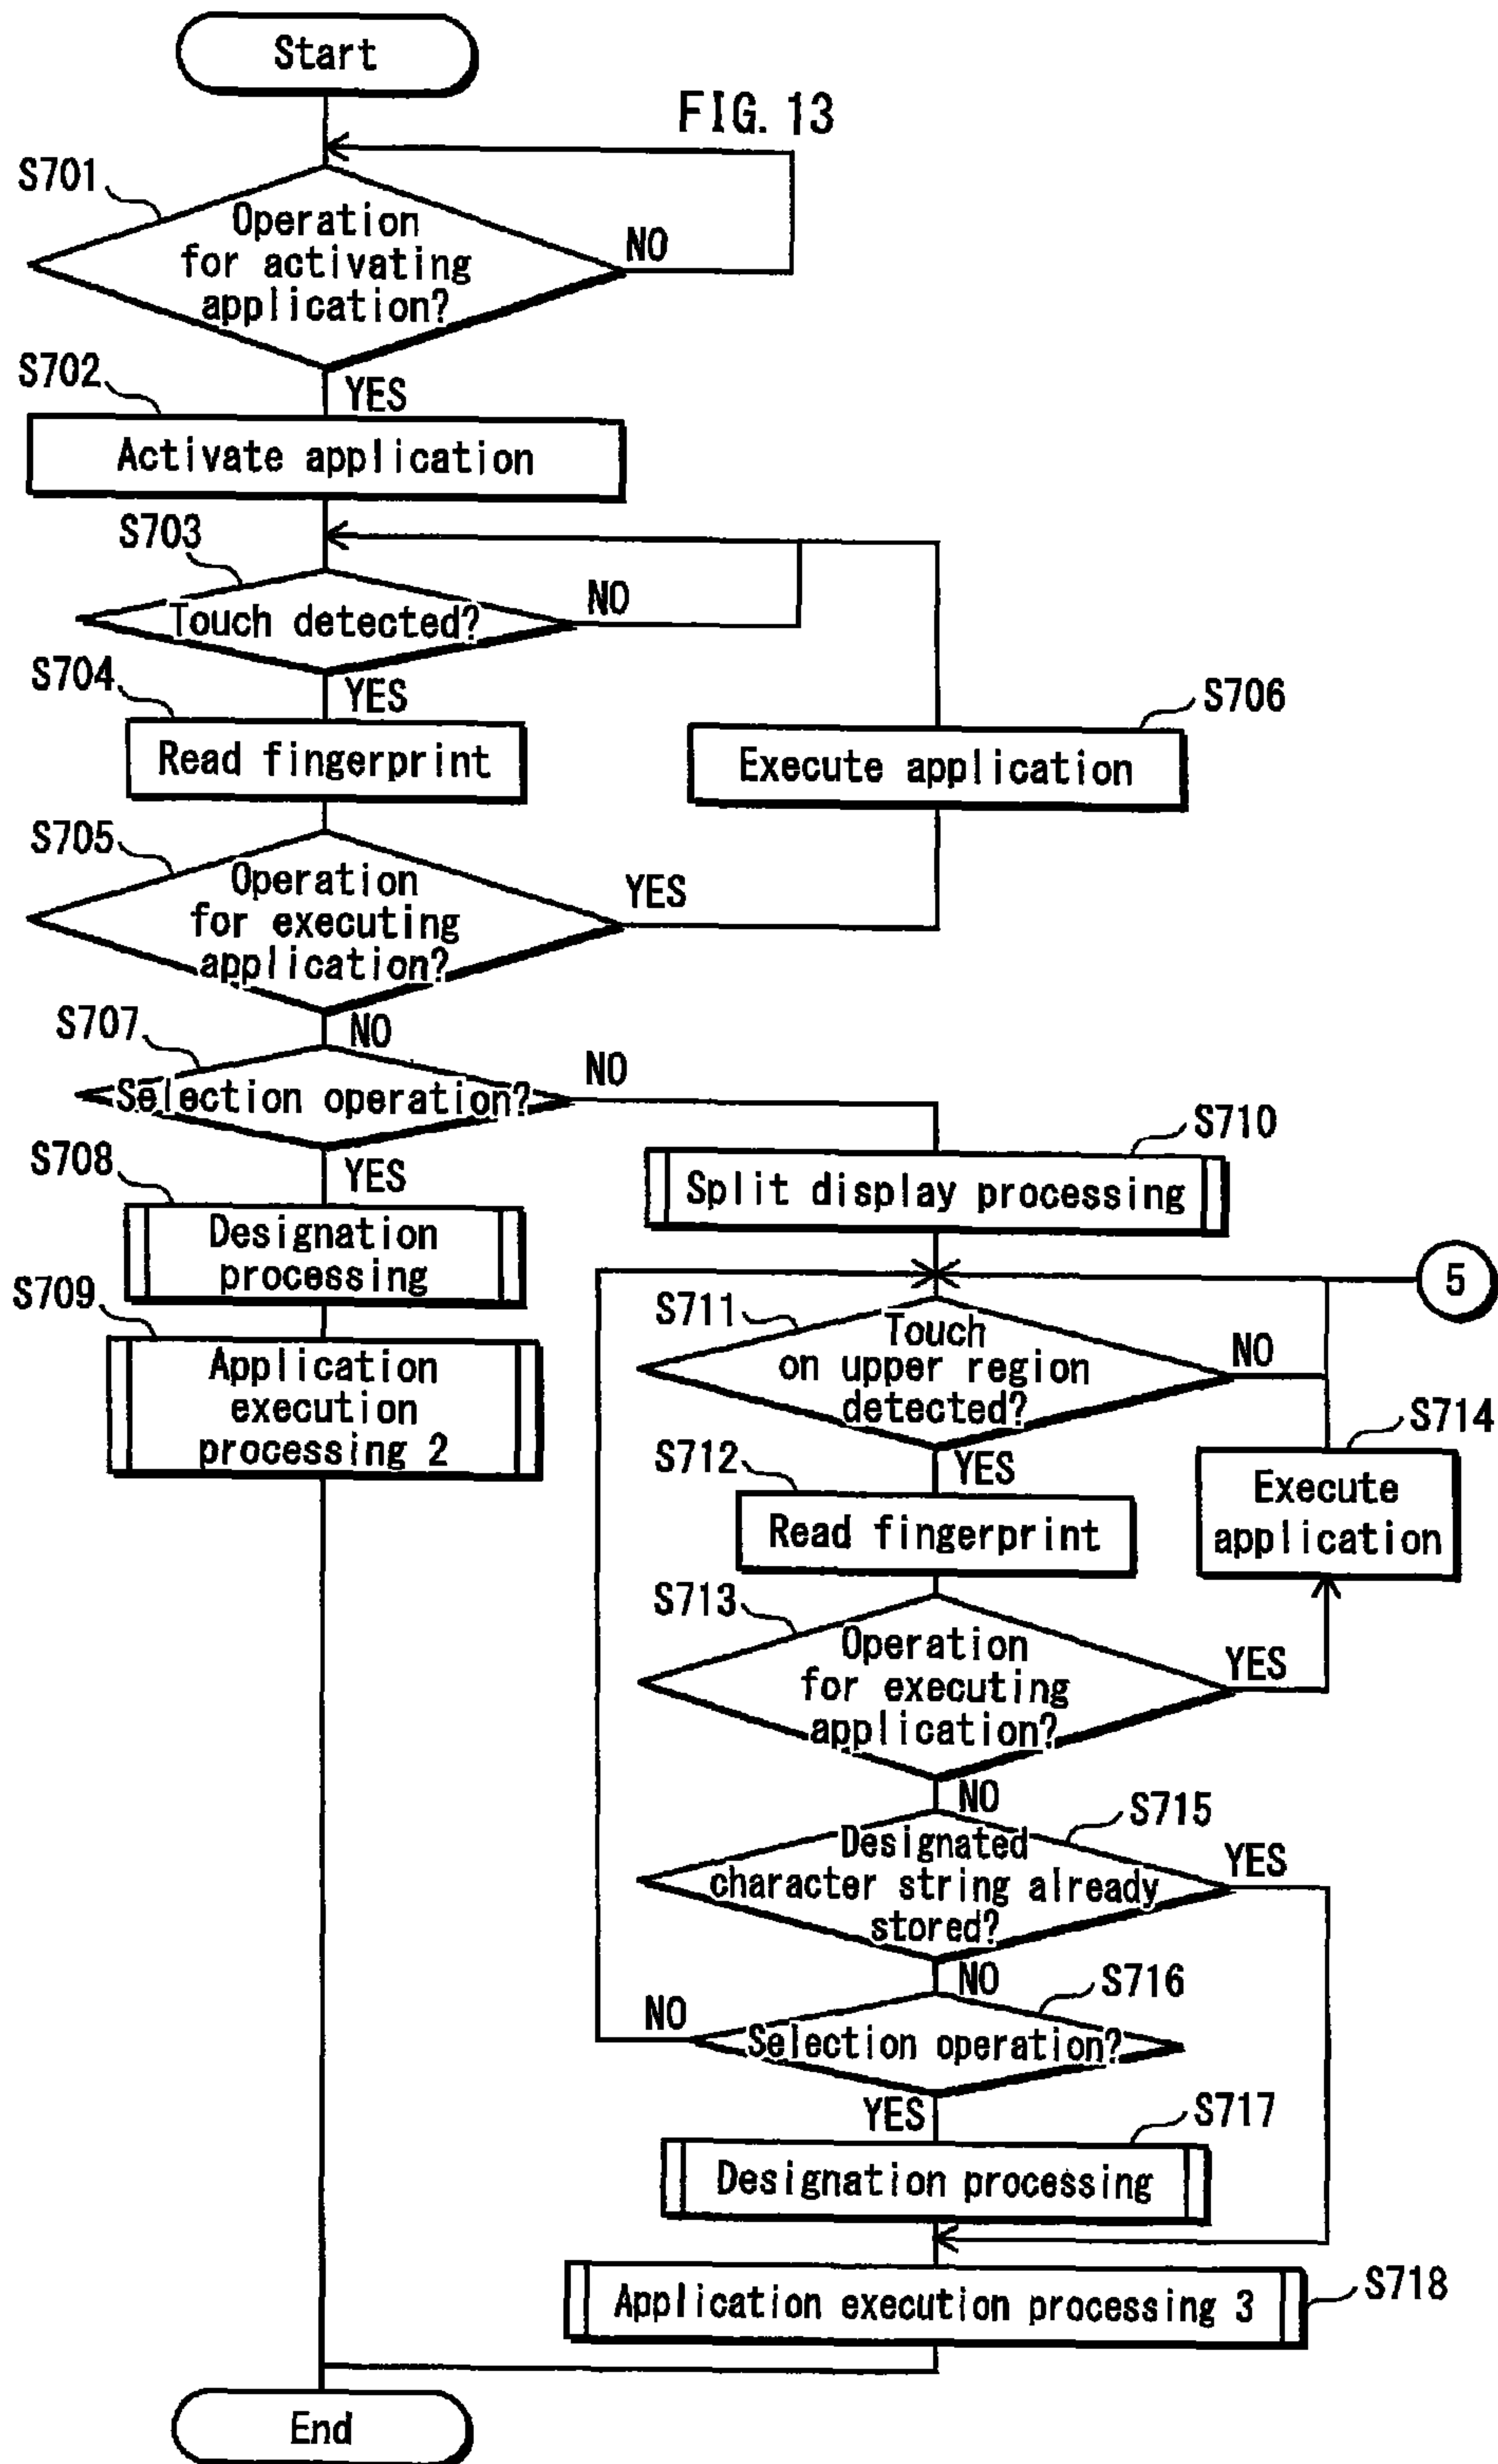 Start
FIG. 13
S701
Operation
for activating
application?
NO
YES
S702
Activate application
S703
Touch detected?
NO
YES
S704
Read fingerprint
S706
Execute application
S705
Operation
for executing
application?
YES
NO
S707
Selection operation?
NO
YES
S708
Designation
processing
S709
Application
execution
processing 2
S710
Split display processing
5
S711
Touch
on upper region
detected?
NO
YES
S714
Execute
application
S712
Read fingerprint
S713
Operation
for executing
application?
YES
NO
S715
Designated
character string already
stored?
YES
NO
S716
Selection operation?
NO
YES
S717
Designation processing
S718
Application execution processing 3
End